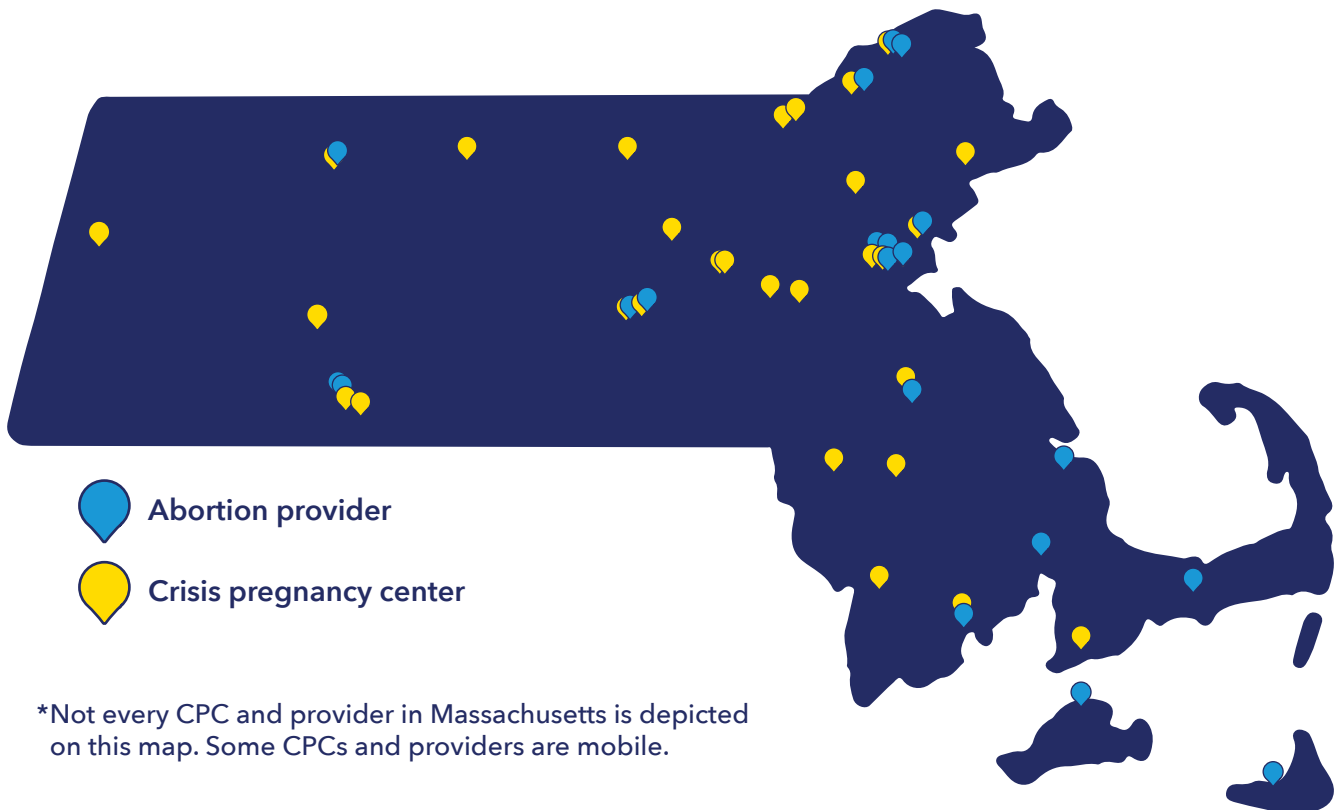 Abortion provider
Crisis pregnancy center
*Not every CPC and provider in Massachusetts is depicted
on this map. Some CPCs and providers are mobile.